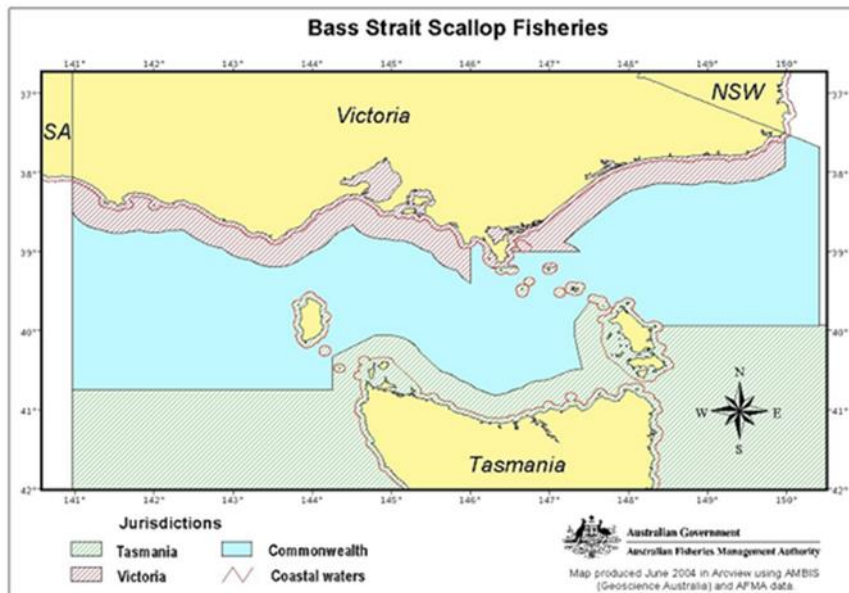 Bass Strait Scallop Fisheries
141° 142° 143° 144° 145° 146° 147° 148° 149° 150°
37° 37°
NSW
Victoria
SA
38° 38°
39° 39°
40° 40°
N
41° W E 41°
S
Tasmania
42° 42°
141° 142° 143° 144° 145° 146° 147° 148° 149° 150°
Jurisdictions
Tasmania Commonwealth
Victoria Coastal waters
Australian Government
Australian Fisheries Management Authority
Map produced June 2004 in Arcview using AMBIS
(Geoscience Australia) and AFMA data.